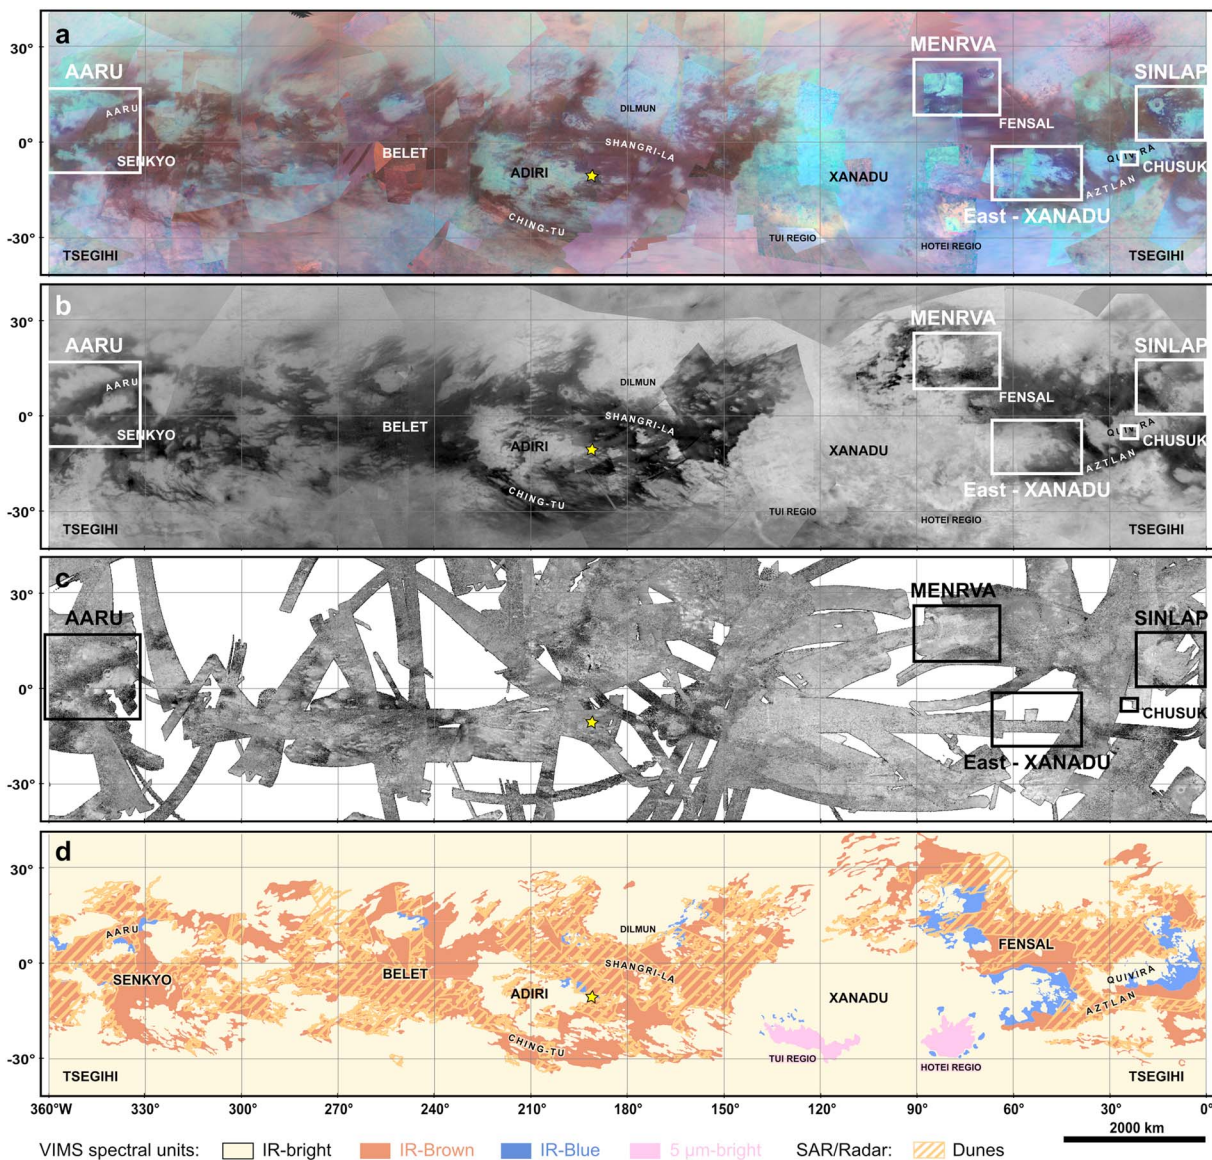 a
30°
0°
-30°
AARU
AARU
SENKYO
BELET
ADIRI
CHING-TU
DILMUN
SHANGRI-LA
XANADU
TUI REGIO
HOTEI REGIO
MENRVA
FENSAL
SINLAP
QUIVIRA
CHUSUK
AZTLAN
East - XANADU
TSEGIHI
TSEGIHI
b
30°
0°
-30°
AARU
AARU
SENKYO
BELET
ADIRI
CHING-TU
DILMUN
SHANGRI-LA
XANADU
TUI REGIO
HOTEI REGIO
MENRVA
FENSAL
SINLAP
QUIVIRA
CHUSUK
AZTLAN
East - XANADU
TSEGIHI
TSEGIHI
c
30°
0°
-30°
AARU
MENRVA
SINLAP
CHUSUK
East - XANADU
d
30°
0°
-30°
AARU
SENKYO
BELET
ADIRI
CHING-TU
DILMUN
SHANGRI-LA
XANADU
TUI REGIO
HOTEI REGIO
FENSAL
QUIVIRA
AZTLAN
TSEGIHI
TSEGIHI
360°W 330° 300° 270° 240° 210° 180° 150° 120° 90° 60° 30° 0°
VIMS spectral units: IR-bright IR-Brown IR-Blue 5 µm-bright SAR/Radar: Dunes
2000 km